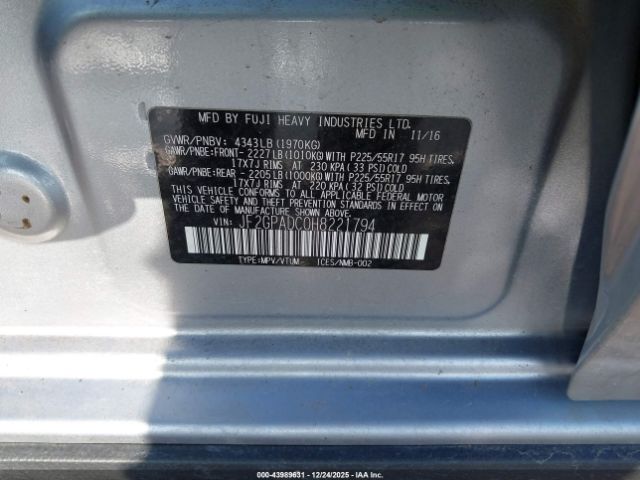 MFD BY FUJI HEAVY INDUSTRIES LTD.
MFD IN 11/16
GVWR/PNBV: 4343LB(1970KG)
GAWR/PNBE:FRONT-2227LB(1010KG)WITH P225/55R17 95H TIRES,
17X7J RIMS AT 230 KPA(33 PSI)COLD
GAWR/PNBE:REAR -2205LB(1000KG)WITH P225/55R17 95H TIRES,
17X7J RIMS AT 220 KPA(32 PSI)COLD
THIS VEHICLE CONFORMS TO ALL APPLICABLE FEDERAL MOTOR
VEHICLE SAFETY AND THEFT PREVENTION STANDARDS IN
EFFECT ON THE DATE OF MANUFACTURE SHOWN ABOVE.
VIN: JF2GPADC0H8221794
TYPE:MPV/VTUM ICES/NMB-002
000-43989631 - 12/24/2025 - IAA Inc.